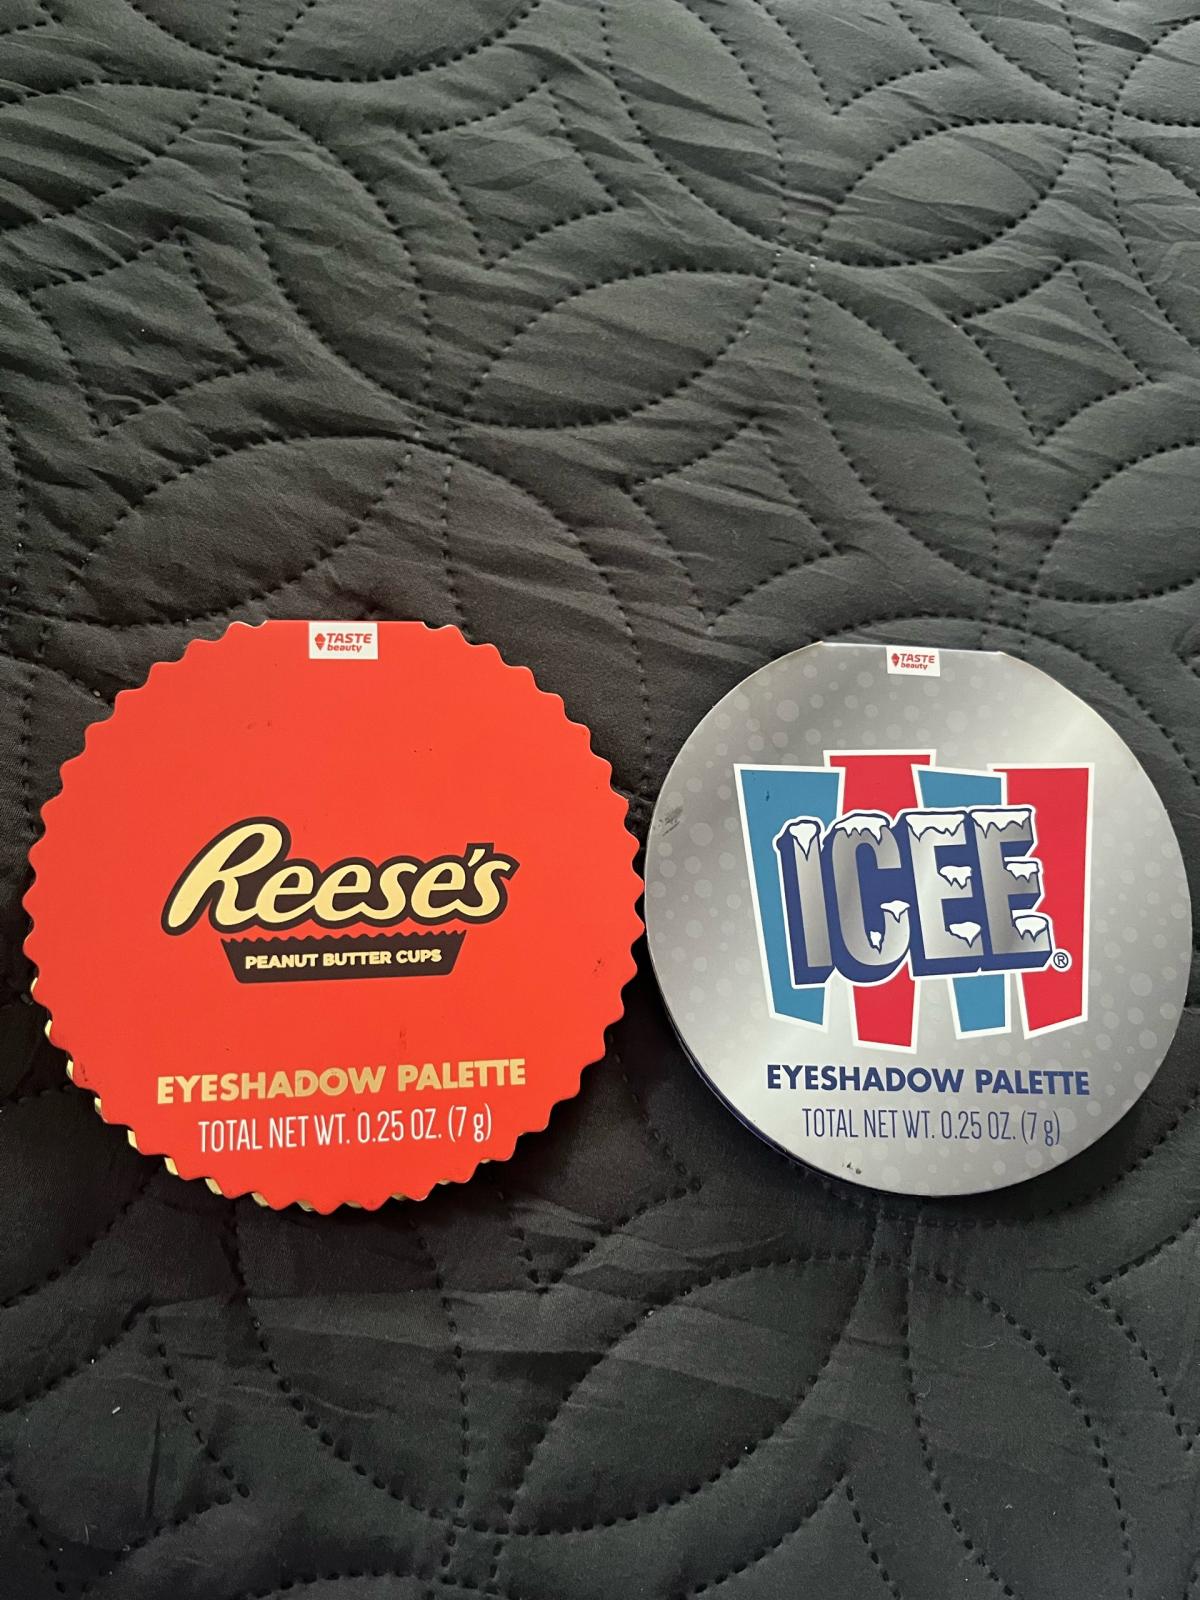 TASTE
beauty
Reese's
PEANUT BUTTER CUPS
EYESHADOW PALETTE
TOTAL NET WT. 0.25 OZ. (7 g)
TASTE
beauty
ICEE®
EYESHADOW PALETTE
TOTAL NET WT. 0.25 OZ. (7 g)